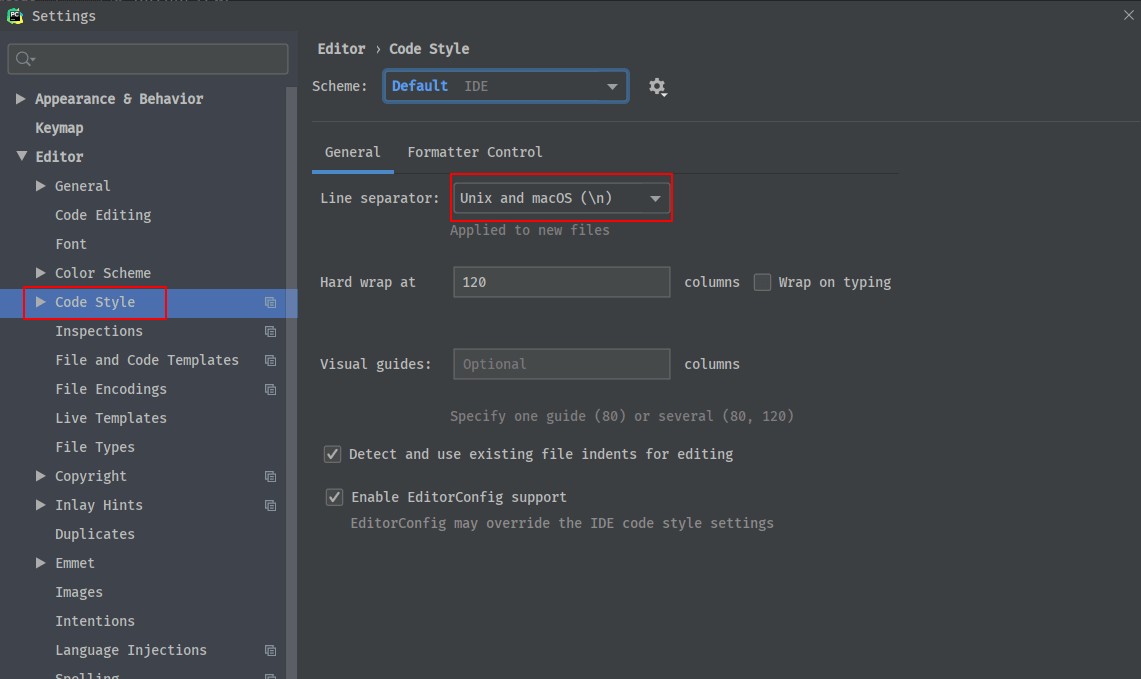 Settings
Appearance & Behavior
Keymap
Editor
General
Code Editing
Font
Color Scheme
Code Style
Inspections
File and Code Templates
File Encodings
Live Templates
File Types
Copyright
Inlay Hints
Duplicates
Emmet
Images
Intentions
Language Injections
Spelling
Editor › Code Style
Scheme: Default IDE
General Formatter Control
Line separator: Unix and macOS (\n)
Applied to new files
Hard wrap at 120 columns Wrap on typing
Visual guides: Optional columns
Specify one guide (80) or several (80, 120)
Detect and use existing file indents for editing
Enable EditorConfig support
EditorConfig may override the IDE code style settings